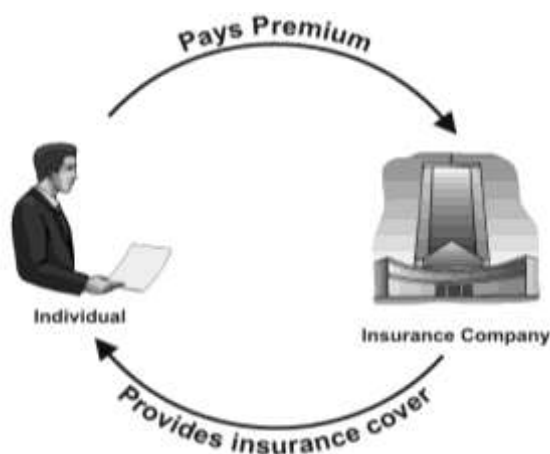 Pays Premium
Individual
Insurance Company
Provides insurance cover